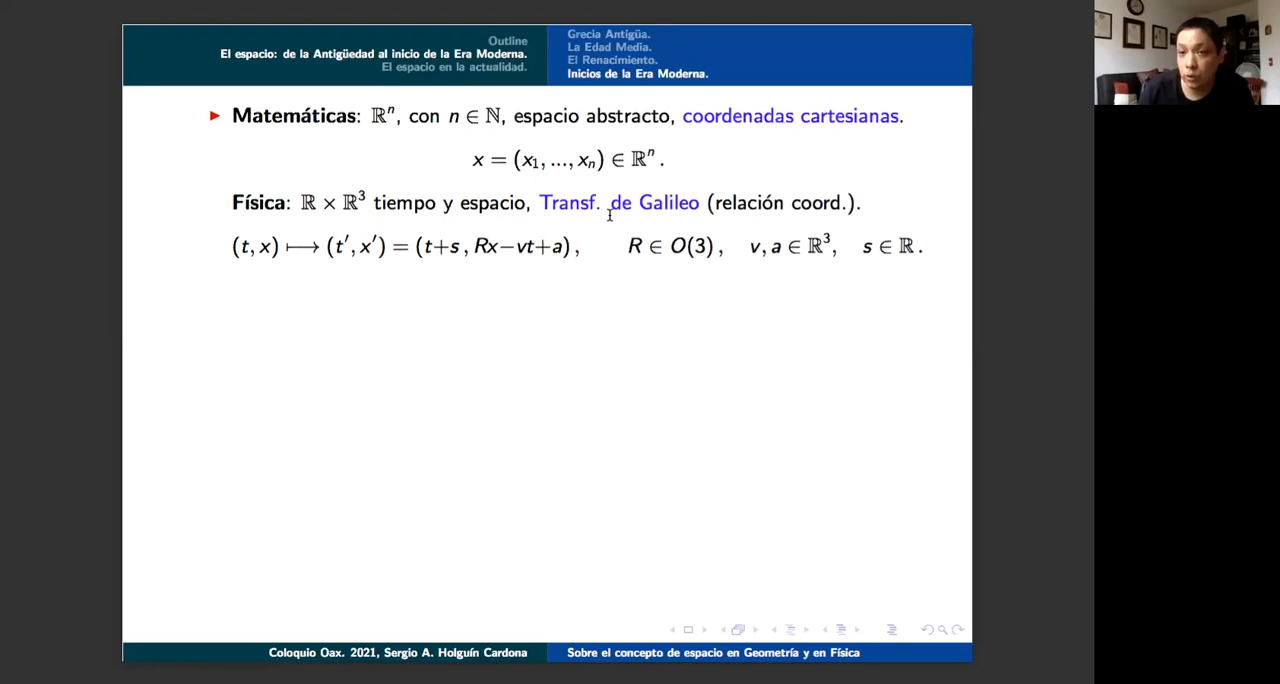 Outline
El espacio: de la Antigüedad al inicio de la Era Moderna.
El espacio en la actualidad.
Grecia Antigüa.
La Edad Media.
El Renacimiento.
Inicios de la Era Moderna.
► Matemáticas: ℝⁿ, con n ∈ ℕ, espacio abstracto, coordenadas cartesianas.
x = (x₁, ..., xₙ) ∈ ℝⁿ .
Física: ℝ × ℝ³ tiempo y espacio, Transf. de Galileo (relación coord.).
(t, x) ⟼ (t′, x′) = (t+s , Rx−vt+a) , R ∈ O(3) , v, a ∈ ℝ³, s ∈ ℝ .
Coloquio Oax. 2021, Sergio A. Holguín Cardona
Sobre el concepto de espacio en Geometría y en Física